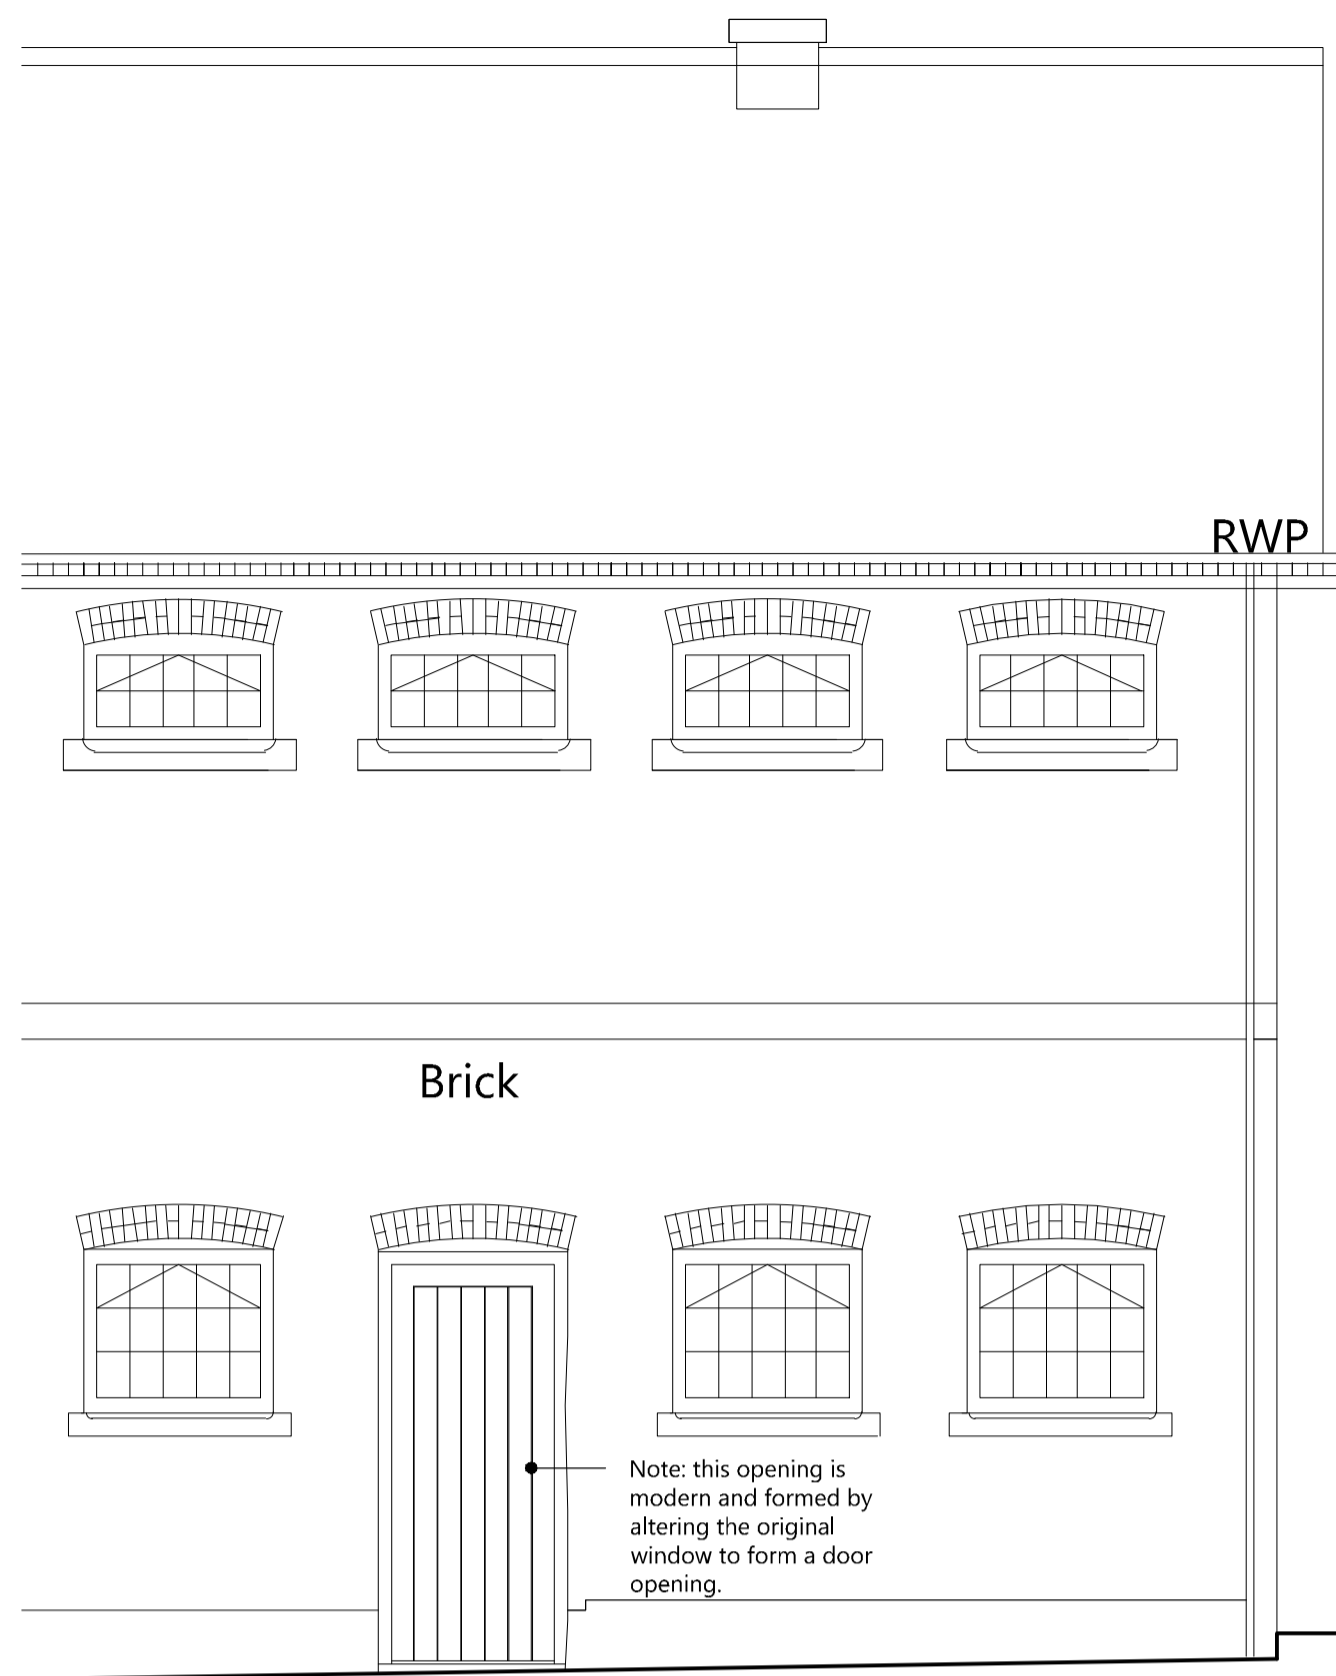 RWP
Brick
Note: this opening is
modern and formed by
altering the original
window to form a door
opening.